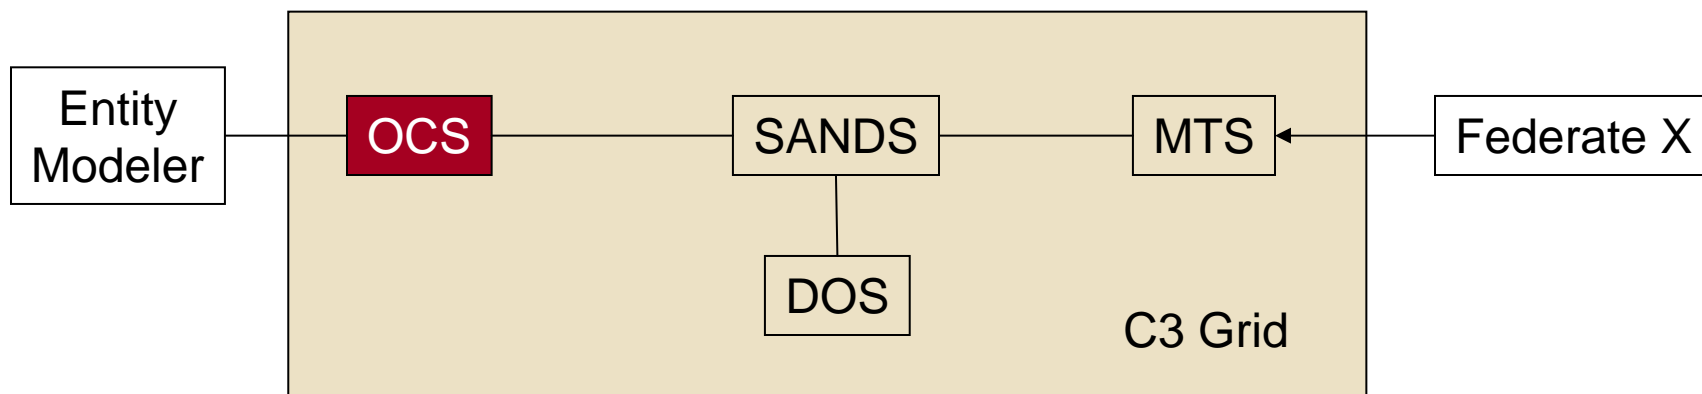 Entity
Modeler
OCS
SANDS
MTS
Federate X
DOS
C3 Grid